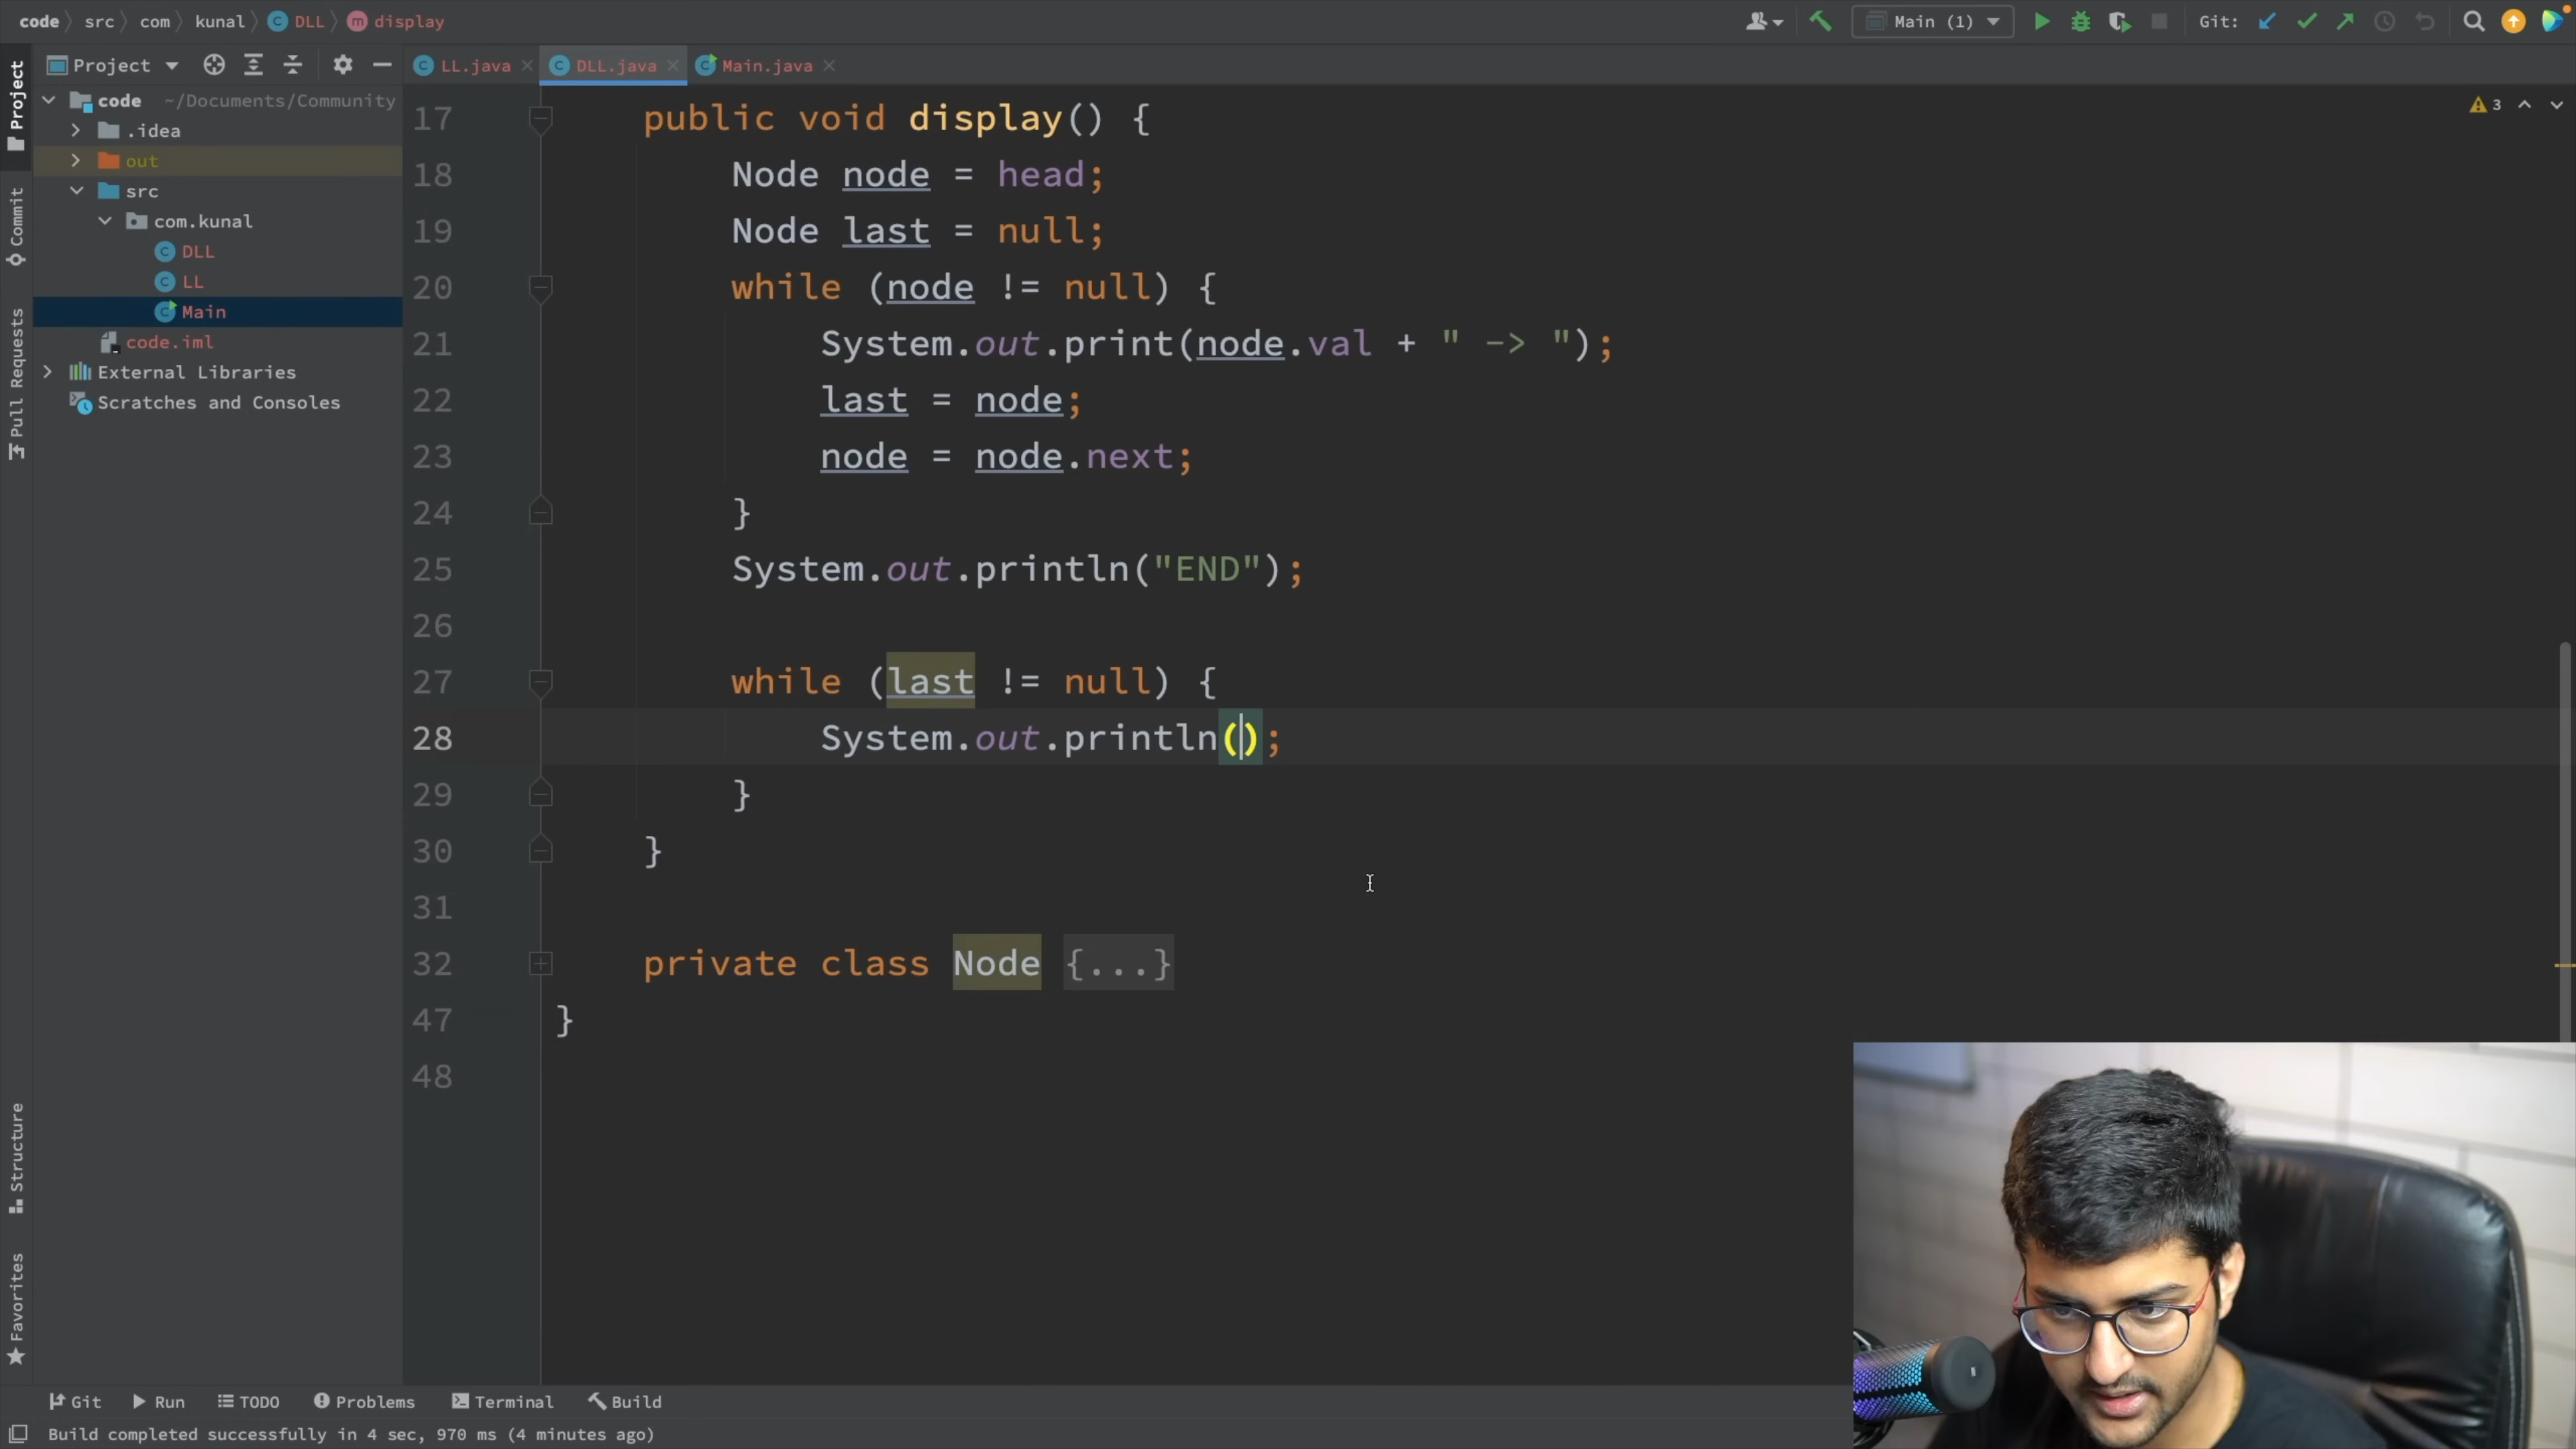 code src com kunal DLL display
Main (1) Git:
Project
LL.java DLL.java Main.java
code ~/Documents/Community
.idea
out
src
com.kunal
DLL
LL
Main
code.iml
External Libraries
Scratches and Consoles
Project
Commit
Pull Requests
Structure
Favorites
3
17 public void display() {
18 Node node = head;
19 Node last = null;
20 while (node != null) {
21 System.out.print(node.val + " -> ");
22 last = node;
23 node = node.next;
24 }
25 System.out.println("END");
26
27 while (last != null) {
28 System.out.println();
29 }
30 }
31
32 private class Node {...}
47 }
48
Git Run TODO Problems Terminal Build
Build completed successfully in 4 sec, 970 ms (4 minutes ago)